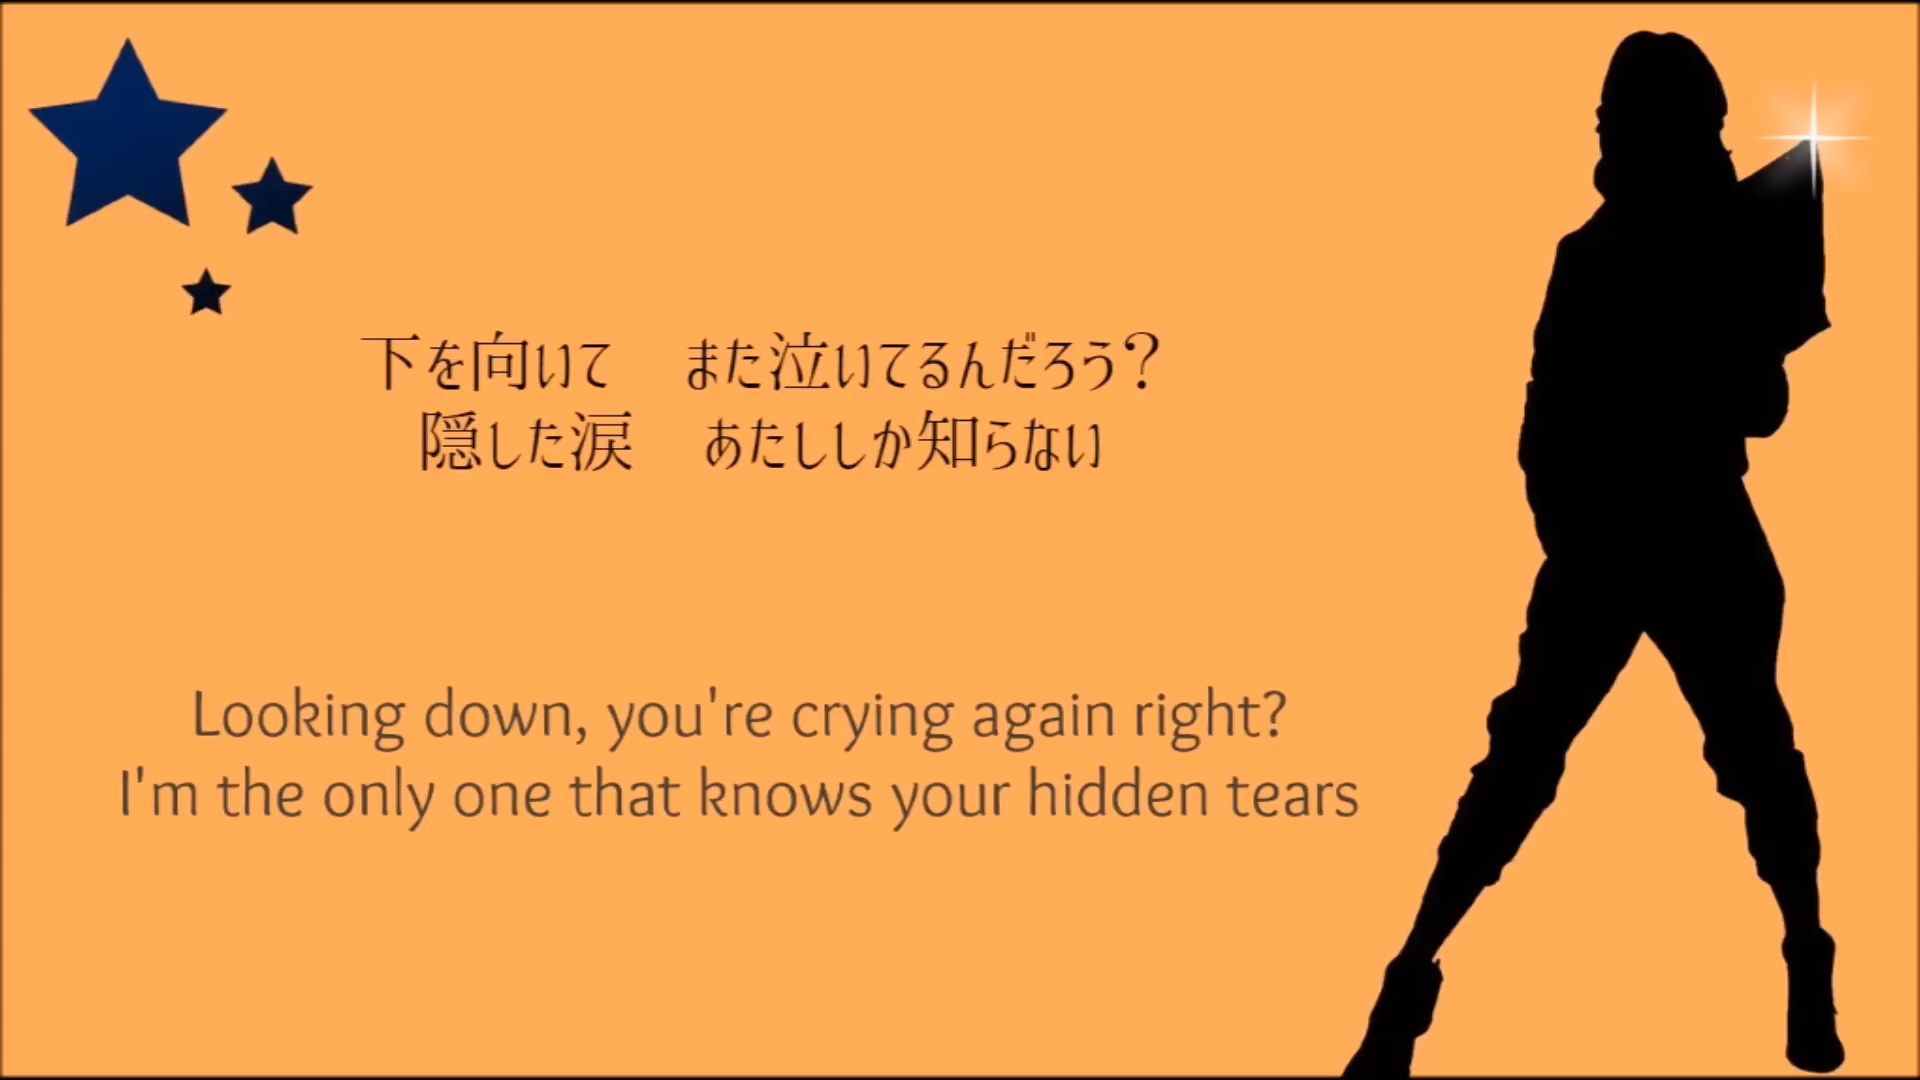 下を向いて　また泣いてるんだろう？
隠した涙　あたししか知らない
Looking down, you're crying again right?
I'm the only one that knows your hidden tears